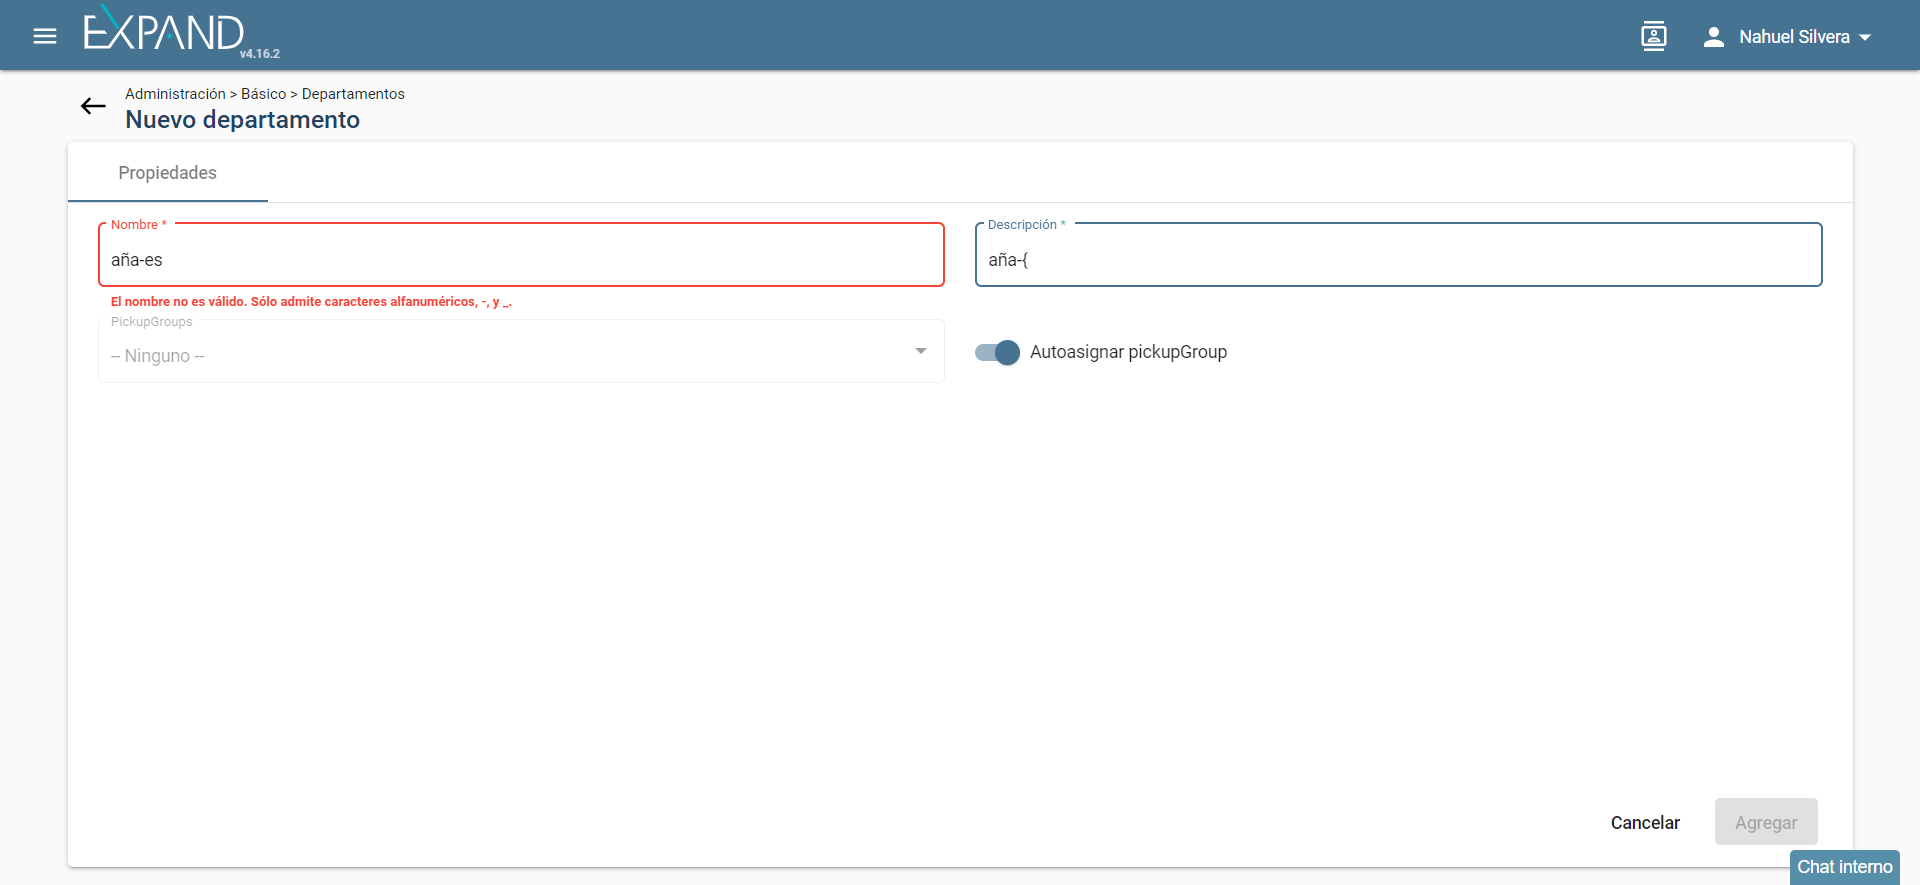 EXPAND
v4.16.2
Nahuel Silvera
Administración > Básico > Departamentos
Nuevo departamento
Propiedades
Nombre *
aña-es
El nombre no es válido. Sólo admite caracteres alfanuméricos, -, y _.
Descripción *
aña-{
PickupGroups
-- Ninguno --
Autoasignar pickupGroup
Cancelar
Agregar
Chat interno